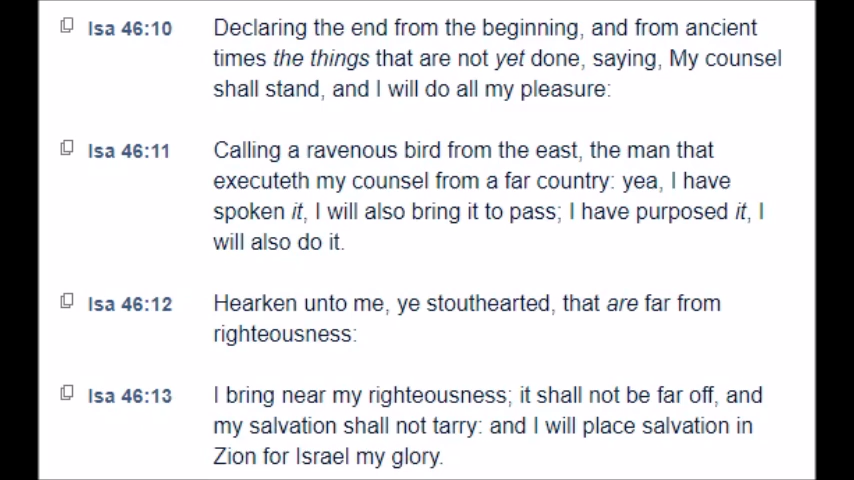 Isa 46:10 Declaring the end from the beginning, and from ancient
times the things that are not yet done, saying, My counsel
shall stand, and I will do all my pleasure:
Isa 46:11 Calling a ravenous bird from the east, the man that
executeth my counsel from a far country: yea, I have
spoken it, I will also bring it to pass; I have purposed it, I
will also do it.
Isa 46:12 Hearken unto me, ye stouthearted, that are far from
righteousness:
Isa 46:13 I bring near my righteousness; it shall not be far off, and
my salvation shall not tarry: and I will place salvation in
Zion for Israel my glory.